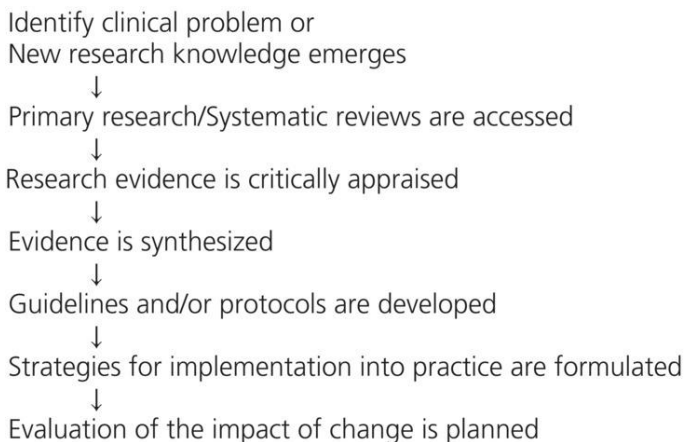 Identify clinical problem or
New research knowledge emerges
↓
Primary research/Systematic reviews are accessed
↓
Research evidence is critically appraised
↓
Evidence is synthesized
↓
Guidelines and/or protocols are developed
↓
Strategies for implementation into practice are formulated
↓
Evaluation of the impact of change is planned